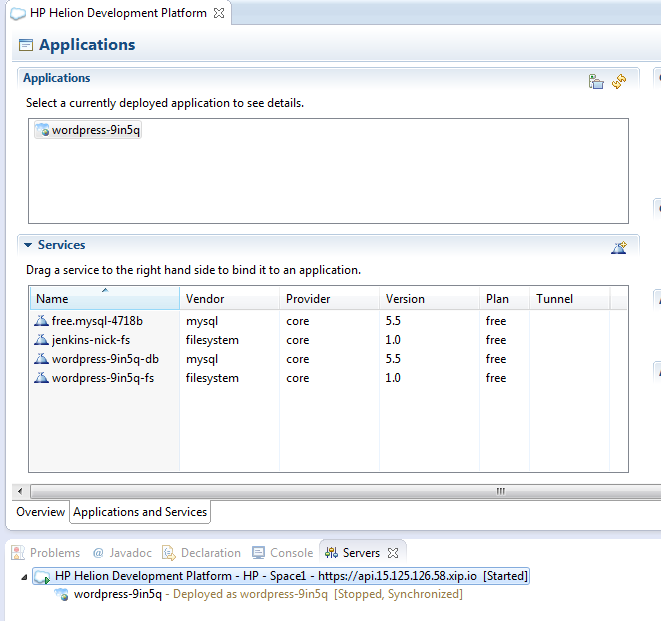 HP Helion Development Platform
Applications
Applications
Select a currently deployed application to see details.
wordpress-9in5q
Services
Drag a service to the right hand side to bind it to an application.
Name Vendor Provider Version Plan Tunnel
free.mysql-4718b mysql core 5.5 free
jenkins-nick-fs filesystem core 1.0 free
wordpress-9in5q-db mysql core 5.5 free
wordpress-9in5q-fs filesystem core 1.0 free
Overview Applications and Services
Problems @ Javadoc Declaration Console Servers
HP Helion Development Platform - HP - Space1 - https://api.15.125.126.58.xip.io [Started]
wordpress-9in5q - Deployed as wordpress-9in5q [Stopped, Synchronized]